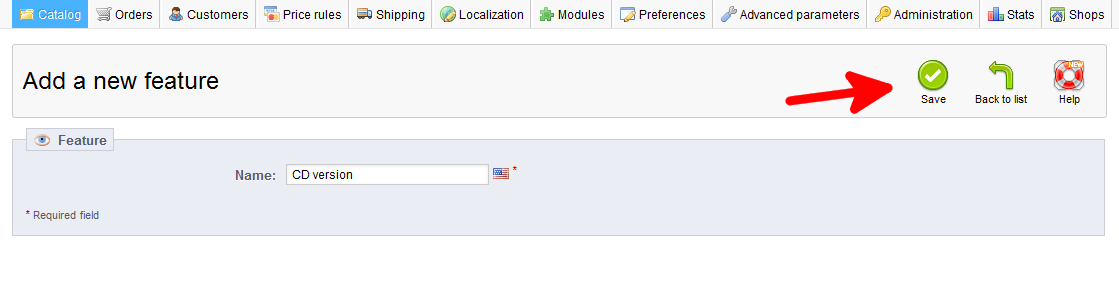 Catalog Orders Customers Price rules Shipping Localization Modules Preferences Advanced parameters Administration Stats Shops
Add a new feature
NEW
Save Back to list Help
Feature
Name: CD version *
* Required field